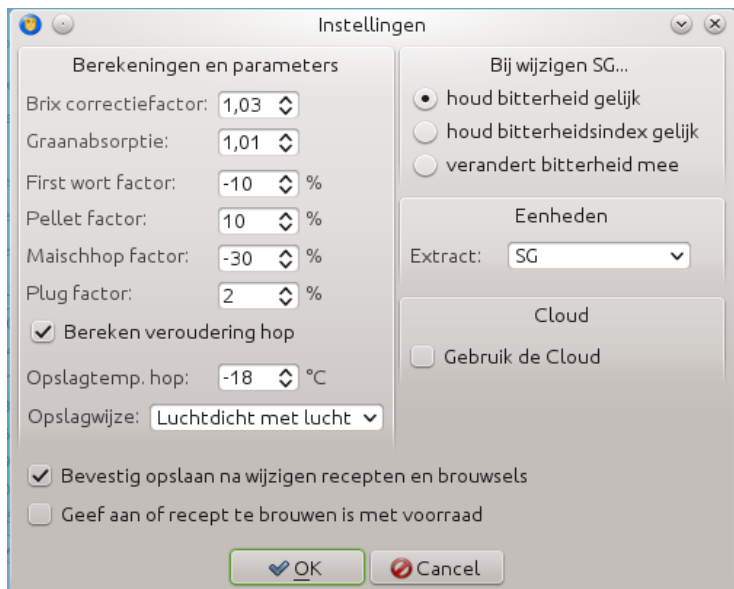 Instellingen
Berekeningen en parameters
Brix correctiefactor: 1,03
Graanabsorptie: 1,01
First wort factor: -10 %
Pellet factor: 10 %
Maischhop factor: -30 %
Plug factor: 2 %
Bereken veroudering hop
Opslagtemp. hop: -18 °C
Opslagwijze: Luchtdicht met lucht
Bij wijzigen SG...
houd bitterheid gelijk
houd bitterheidsindex gelijk
verandert bitterheid mee
Eenheden
Extract: SG
Cloud
Gebruik de Cloud
Bevestig opslaan na wijzigen recepten en brouwsels
Geef aan of recept te brouwen is met voorraad
OK
Cancel